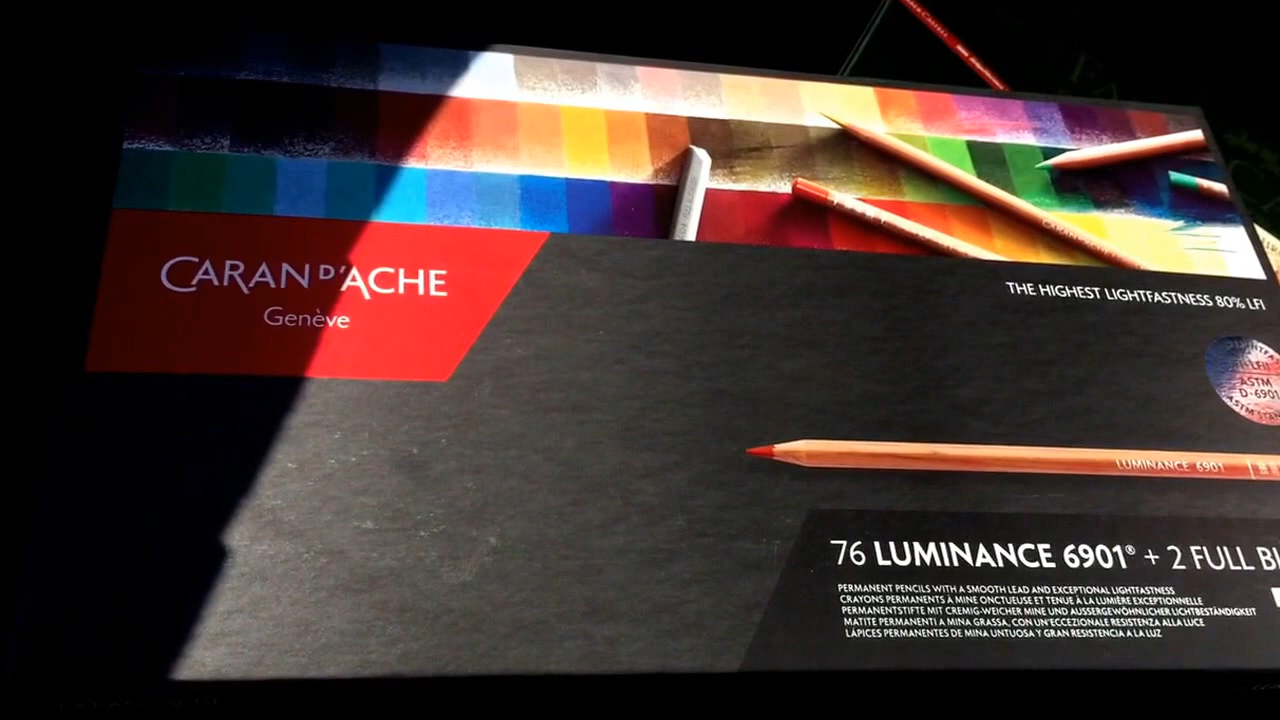 CARAN D'ACHE
Genève
CARAN D'ACHE
THE HIGHEST LIGHTFASTNESS 80% LFI
ASTM
D-6901
LUMINANCE 6901
76 LUMINANCE 6901® + 2 FULL
PERMANENT PENCILS WITH A SMOOTH LEAD AND EXCEPTIONAL LIGHTFASTNESS
CRAYONS PERMANENTS À MINE ONCTUEUSE ET TENUE À LA LUMIÈRE EXCEPTIONNELLE
PERMANENTSTIFTE MIT CREMIG-WEICHER MINE UND AUSSERGEWÖHNLICHER LICHTBESTÄNDIGKEIT
MATITE PERMANENTI A MINA GRASSA, CON UN'ECCEZIONALE RESISTENZA ALLA LUCE
LÁPICES PERMANENTES DE MINA UNTUOSA Y GRAN RESISTENCIA A LA LUZ